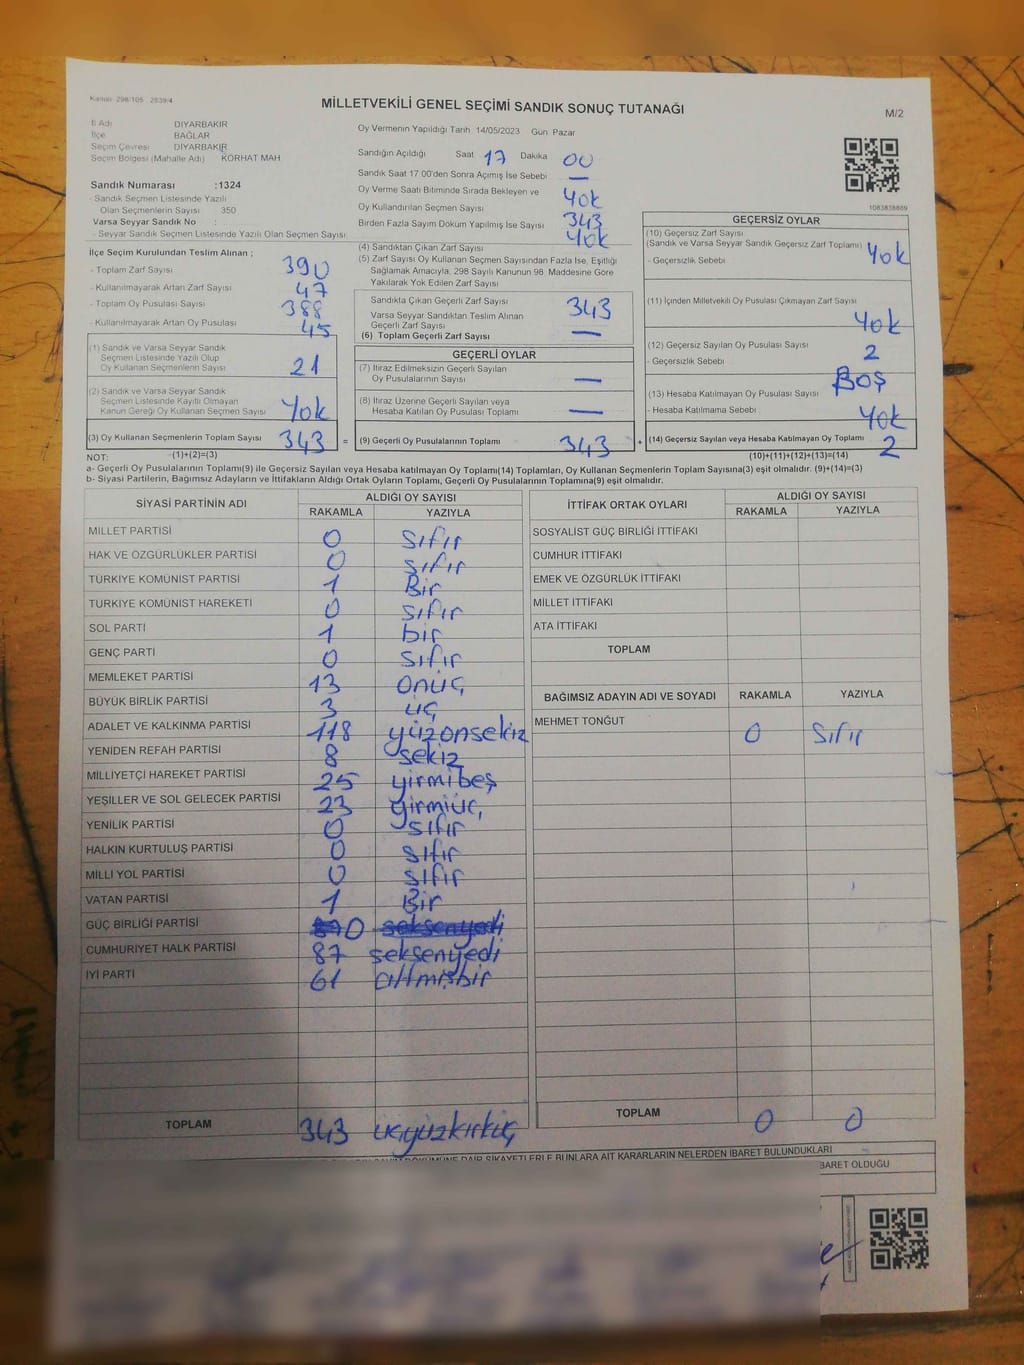 Kanun: 298/105 2839/4
MİLLETVEKİLİ GENEL SEÇİMİ SANDIK SONUÇ TUTANAĞI
M/2
İl Adı DİYARBAKIR
İlçe BAĞLAR
Seçim Çevresi DİYARBAKIR
Seçim Bölgesi (Mahalle Adı) KORHAT MAH
Sandık Numarası :1324
- Sandık Seçmen Listesinde Yazılı
Olan Seçmenlerin Sayısı 350
Varsa Seyyar Sandık No :
- Seyyar Sandık Seçmen Listesinde Yazılı Olan Seçmen Sayısı
İlçe Seçim Kurulundan Teslim Alınan ;
- Toplam Zarf Sayısı 390
- Kullanılmayarak Artan Zarf Sayısı 47
- Toplam Oy Pusulası Sayısı 388
- Kullanılmayarak Artan Oy Pusulası 45
(1) Sandık ve Varsa Seyyar Sandık
Seçmen Listesinde Yazılı Olup
Oy Kullanan Seçmenlerin Sayısı 21
(2) Sandık ve Varsa Seyyar Sandık
Seçmen Listesinde Kayıtlı Olmayan
Kanun Gereği Oy Kullanan Seçmen Sayısı Yok
(3) Oy Kullanan Seçmenlerin Toplam Sayısı 343 =
Oy Vermenin Yapıldığı Tarih 14/05/2023 Gün Pazar
Sandığın Açıldığı Saat 17 Dakika 00
Sandık Saat 17 00'den Sonra Açımış İse Sebebi —
Oy Verme Saati Bitiminde Sırada Bekleyen ve
Oy Kullandırılan Seçmen Sayısı Yok
Birden Fazla Sayım Döküm Yapılmış İse Sayısı 343
Yok
(4) Sandıktan Çıkan Zarf Sayısı
(5) Zarf Sayısı Oy Kullanan Seçmen Sayısından Fazla İse, Eşitliği
Sağlamak Amacıyla, 298 Sayılı Kanunun 98. Maddesine Göre
Yakılarak Yok Edilen Zarf Sayısı
Sandıkta Çıkan Geçerli Zarf Sayısı 343
Varsa Seyyar Sandıktan Teslim Alınan
Geçerli Zarf Sayısı
(6) Toplam Geçerli Zarf Sayısı —
GEÇERLİ OYLAR
(7) İtiraz Edilmeksizin Geçerli Sayılan
Oy Pusulalarının Sayısı —
(8) İtiraz Üzerine Geçerli Sayılan veya
Hesaba Katılan Oy Pusulası Toplamı —
(9) Geçerli Oy Pusulalarının Toplamı 343 +
1083838869
GEÇERSİZ OYLAR
(10) Geçersiz Zarf Sayısı
(Sandık ve Varsa Seyyar Sandık Geçersiz Zarf Toplamı) Yok
- Geçersizlik Sebebi
(11) İçinden Milletvekili Oy Pusulası Çıkmayan Zarf Sayısı
Yok
(12) Geçersiz Sayılan Oy Pusulası Sayısı 2
- Geçersizlik Sebebi
BOŞ
(13) Hesaba Katılmayan Oy Pusulası Sayısı
- Hesaba Katılmama Sebebi Yok
(14) Geçersiz Sayılan veya Hesaba Katılmayan Oy Toplamı 2
NOT: (1)+(2)=(3) (10)+(11)+(12)+(13)=(14)
a- Geçerli Oy Pusulalarının Toplamı(9) ile Geçersiz Sayılan veya Hesaba katılmayan Oy Toplamı(14) Toplamları, Oy Kullanan Seçmenlerin Toplam Sayısına(3) eşit olmalıdır. (9)+(14)=(3)
b- Siyasi Partilerin, Bağımsız Adayların ve İttifakların Aldığı Ortak Oyların Toplamı, Geçerli Oy Pusulalarının Toplamına(9) eşit olmalıdır.
SİYASİ PARTİNİN ADI ALDIĞI OY SAYISI
RAKAMLA YAZIYLA
MİLLET PARTİSİ 0 Sıfır
HAK VE ÖZGÜRLÜKLER PARTİSİ 0 sıfır
TÜRKİYE KOMÜNİST PARTİSİ 1 Bir
TÜRKİYE KOMÜNİST HAREKETİ 0 sıfır
SOL PARTİ 1 bir
GENÇ PARTİ 0 sıfır
MEMLEKET PARTİSİ 13 onüç
BÜYÜK BİRLİK PARTİSİ 3 üç
ADALET VE KALKINMA PARTİSİ 118 yüzonsekiz
YENİDEN REFAH PARTİSİ 8 sekiz
MİLLİYETÇİ HAREKET PARTİSİ 25 yirmibeş
YEŞİLLER VE SOL GELECEK PARTİSİ 23 yirmiüç
YENİLİK PARTİSİ 0 sıfır
HALKIN KURTULUŞ PARTİSİ 0 sıfır
MİLLİ YOL PARTİSİ 0 sıfır
VATAN PARTİSİ 1 Bir
GÜÇ BİRLİĞİ PARTİSİ 0 seksenyedi
CUMHURİYET HALK PARTİSİ 87 seksenyedi
İYİ PARTİ 61 altmışbir
TOPLAM 343 üçyüzkırküç
İTTİFAK ORTAK OYLARI ALDIĞI OY SAYISI
RAKAMLA YAZIYLA
SOSYALİST GÜÇ BİRLİĞİ İTTİFAKI
CUMHUR İTTİFAKI
EMEK VE ÖZGÜRLÜK İTTİFAKI
MİLLET İTTİFAKI
ATA İTTİFAKI
TOPLAM
BAĞIMSIZ ADAYIN ADI VE SOYADI RAKAMLA YAZIYLA
MEHMET TONĞUT 0 Sıfır
TOPLAM 0 0
DÖKÜMÜNE DAİR ŞİKAYETLERLE BUNLARA AİT KARARLARIN NELERDEN İBARET BULUNDUKLARI
BARET OLDUĞU